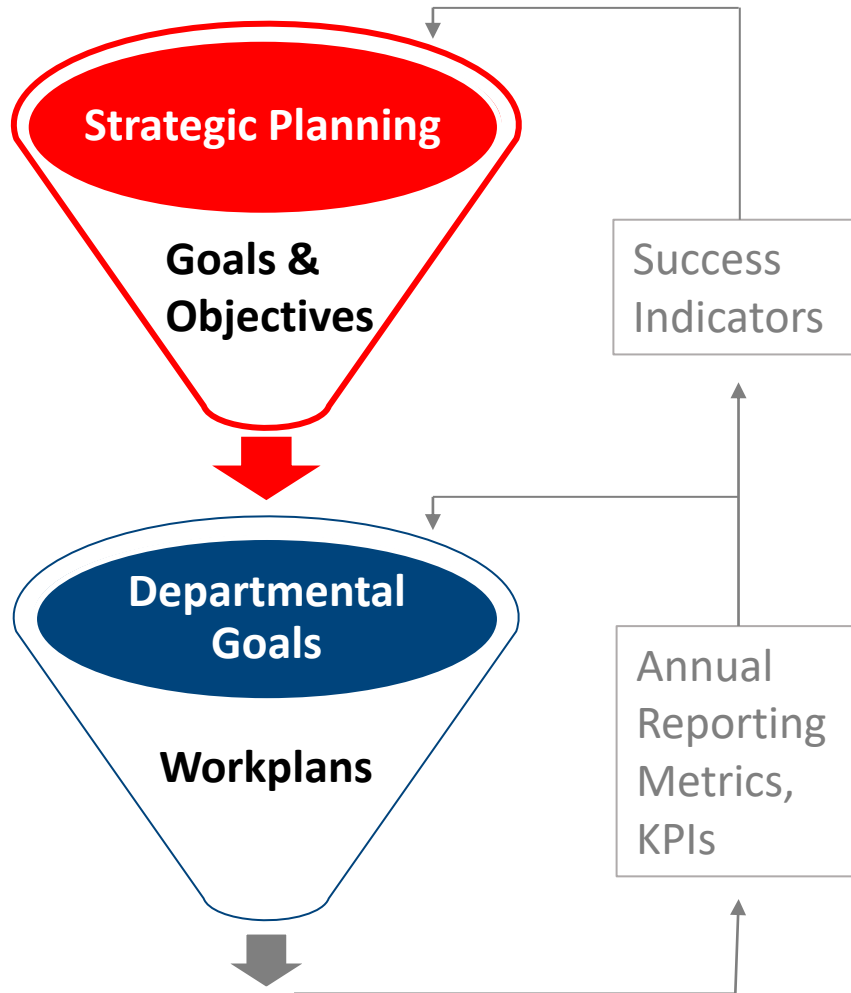 Strategic Planning
Goals &
Objectives
Success
Indicators
Departmental
Goals
Workplans
Annual
Reporting
Metrics,
KPIs